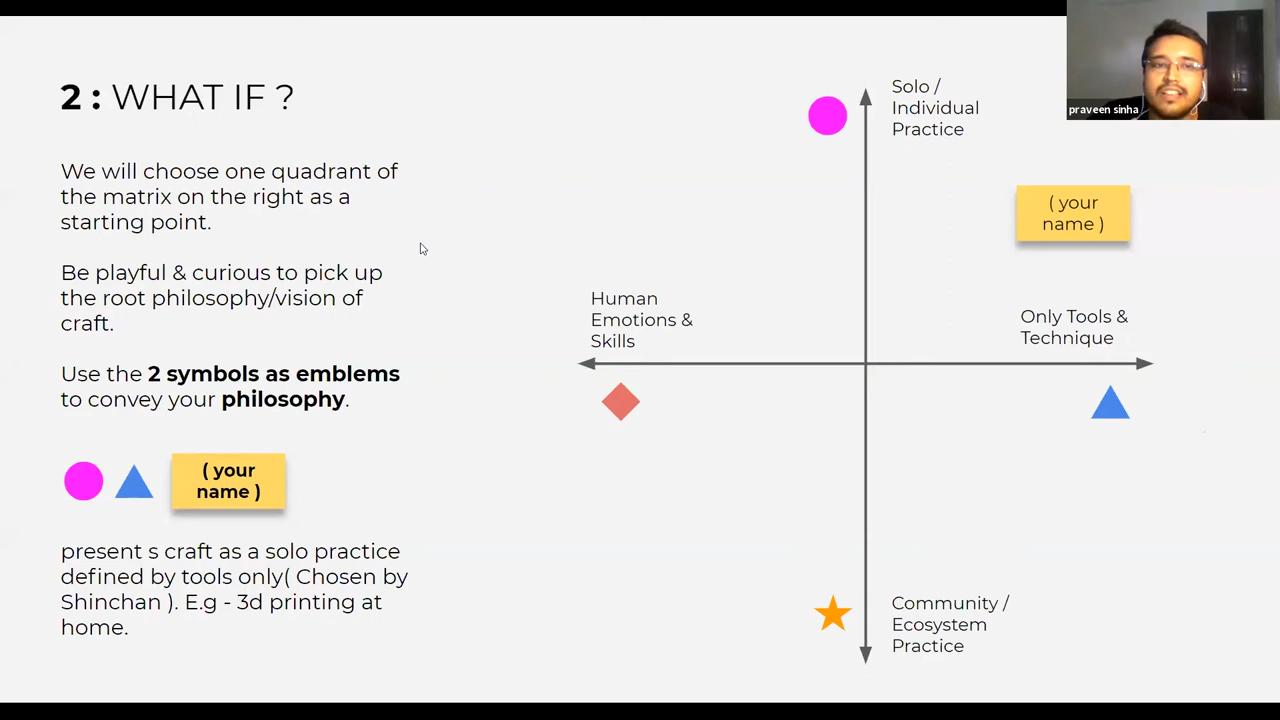 2 : WHAT IF ?
We will choose one quadrant of
the matrix on the right as a
starting point.
Be playful & curious to pick up
the root philosophy/vision of
craft.
Use the 2 symbols as emblems
to convey your philosophy.
( your
name )
present s craft as a solo practice
defined by tools only( Chosen by
Shinchan ). E.g - 3d printing at
home.
Solo /
Individual
Practice
( your
name )
Human
Emotions &
Skills
Only Tools &
Technique
Community /
Ecosystem
Practice
praveen sinha